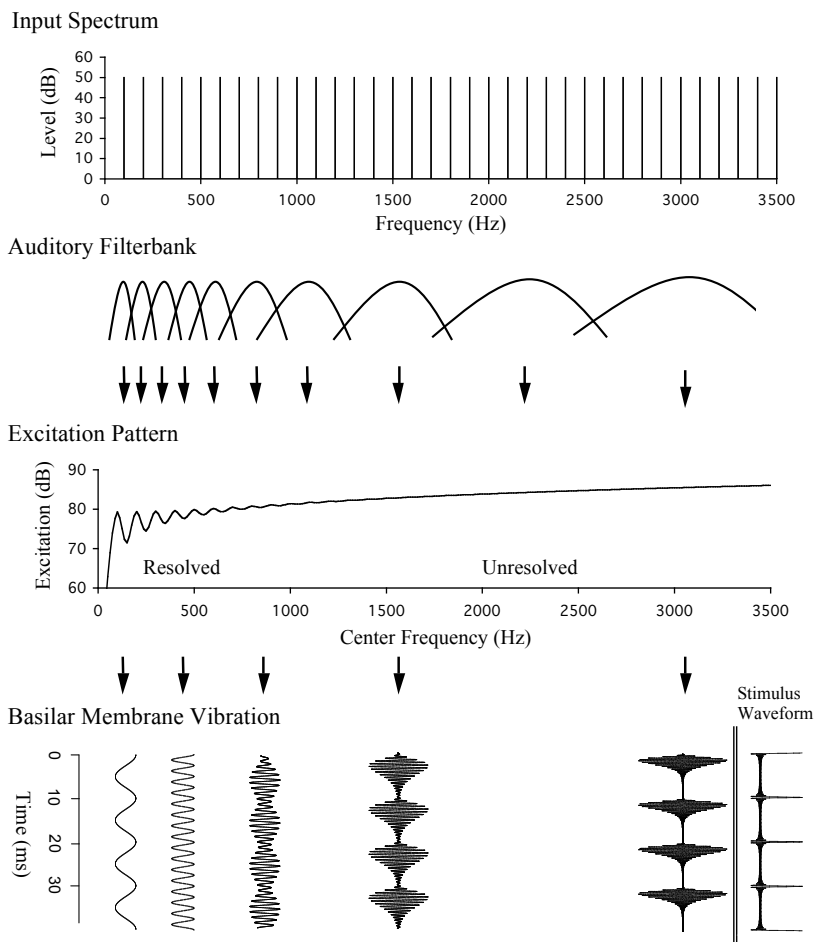 Input Spectrum
Level (dB)
60
50
40
30
20
10
0
0 500 1000 1500 2000 2500 3000 3500
Frequency (Hz)
Auditory Filterbank
Excitation Pattern
Excitation (dB)
90
80
70
60
Resolved Unresolved
0 500 1000 1500 2000 2500 3000 3500
Center Frequency (Hz)
Stimulus
Waveform
Basilar Membrane Vibration
Time (ms)
0
10
20
30